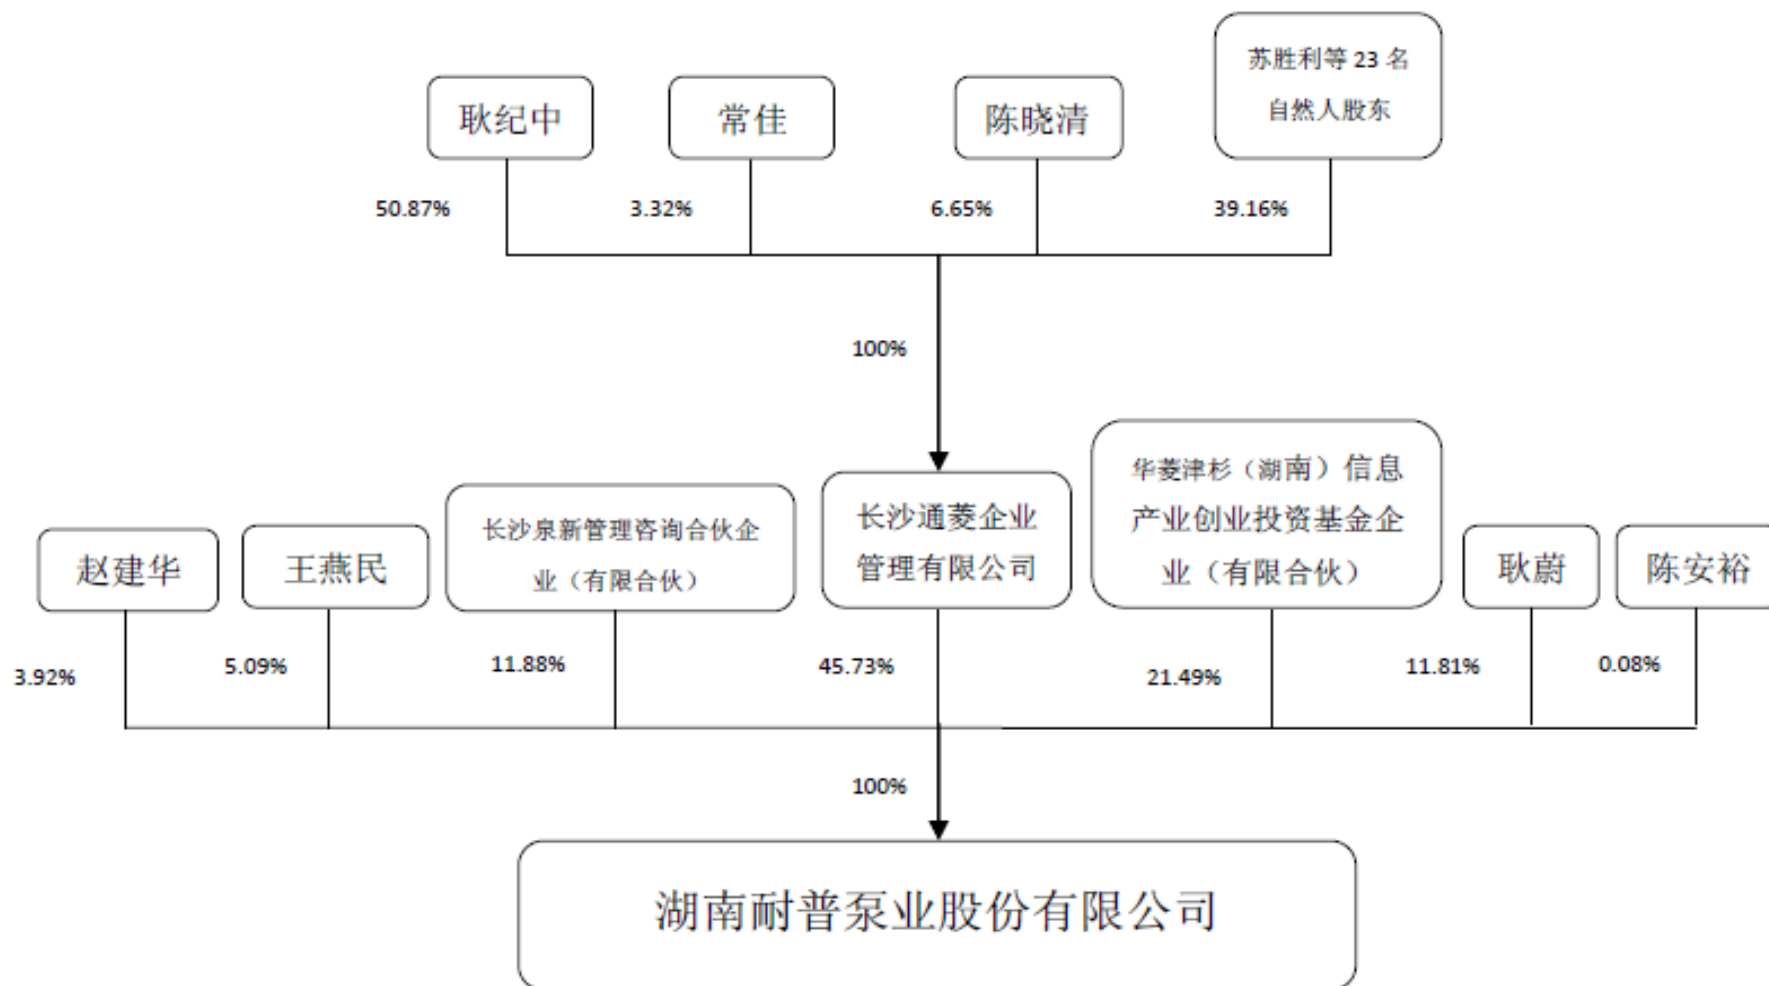 苏胜利等 23 名
自然人股东
耿纪中
常佳
陈晓清
50.87%
3.32%
6.65%
39.16%
100%
华菱津杉（湖南）信息
产业创业投资基金企
业（有限合伙）
长沙通菱企业
管理有限公司
长沙泉新管理咨询合伙企
业（有限合伙）
赵建华
王燕民
耿蔚
陈安裕
3.92%
5.09%
11.88%
45.73%
21.49%
11.81%
0.08%
100%
湖南耐普泵业股份有限公司